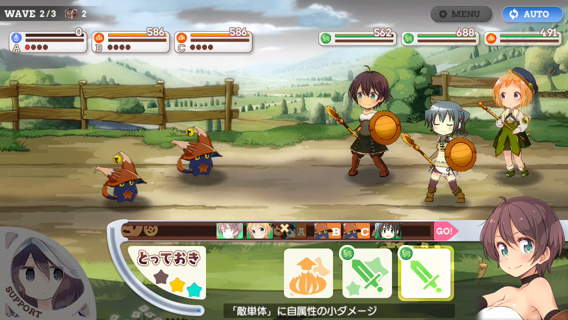 WAVE 2/3 2
MENU
AUTO
A 0
B 586
C 586
562
688
491
A B C
GO!
とっておき
SUPPORT
「敵単体」に自属性の小ダメージ